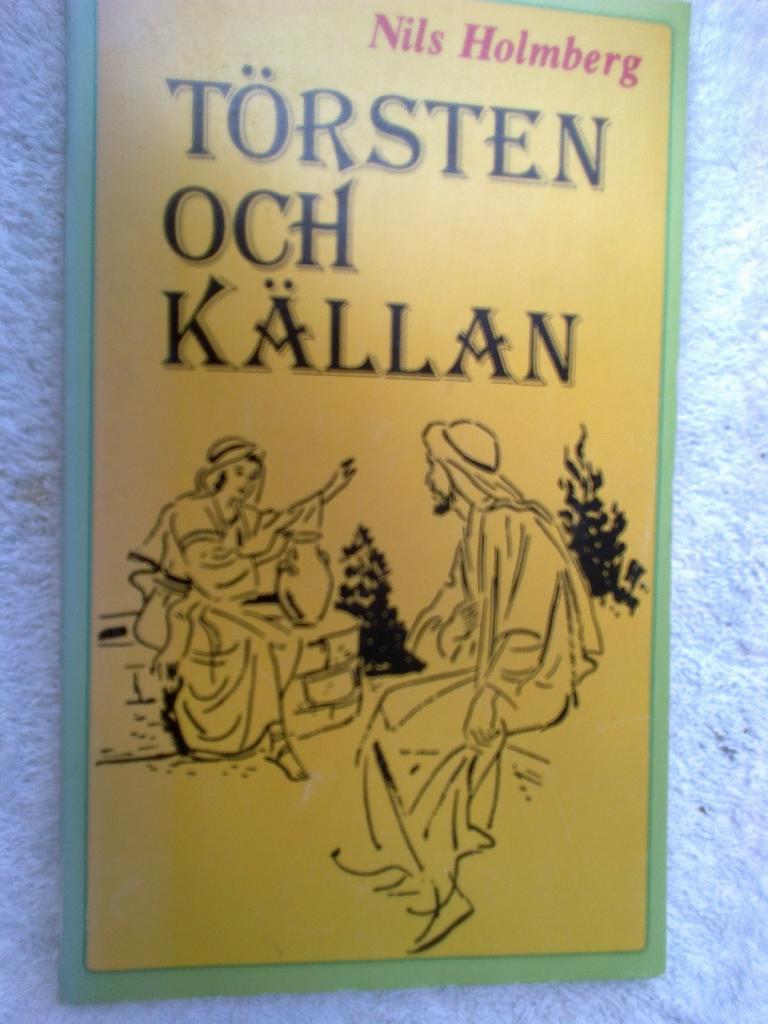 Nils Holmberg
TÖRSTEN
OCH
KÄLLAN